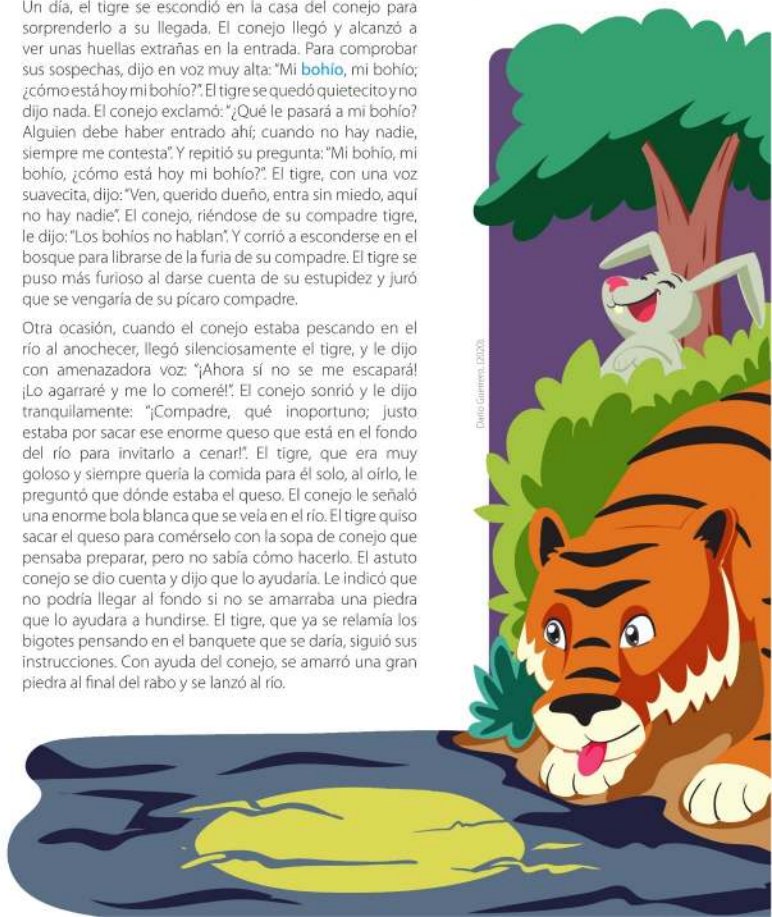 Un día, el tigre se escondió en la casa del conejo para
sorprenderlo a su llegada. El conejo llegó y alcanzó a
ver unas huellas extrañas en la entrada. Para comprobar
sus sospechas, dijo en voz muy alta: “Mi bohío, mi bohío;
¿cómo está hoy mi bohío?”. El tigre se quedó quietecito y no
dijo nada. El conejo exclamó: “¿Qué le pasará a mi bohío?
Alguien debe haber entrado ahí; cuando no hay nadie,
siempre me contesta”. Y repitió su pregunta: “Mi bohío, mi
bohío, ¿cómo está hoy mi bohío?”. El tigre, con una voz
suavecita, dijo: “Ven, querido dueño, entra sin miedo, aquí
no hay nadie”. El conejo, riéndose de su compadre tigre,
le dijo: “Los bohíos no hablan”. Y corrió a esconderse en el
bosque para librarse de la furia de su compadre. El tigre se
puso más furioso al darse cuenta de su estupidez y juró
que se vengaría de su pícaro compadre.
Otra ocasión, cuando el conejo estaba pescando en el
río al anochecer, llegó silenciosamente el tigre, y le dijo
con amenazadora voz: “¡Ahora sí no se me escapará!
¡Lo agarraré y me lo comeré!”. El conejo sonrió y le dijo
tranquilamente: “¡Compadre, qué inoportuno; justo
estaba por sacar ese enorme queso que está en el fondo
del río para invitarlo a cenar!”. El tigre, que era muy
goloso y siempre quería la comida para él solo, al oírlo, le
preguntó que dónde estaba el queso. El conejo le señaló
una enorme bola blanca que se veía en el río. El tigre quiso
sacar el queso para comérselo con la sopa de conejo que
pensaba preparar, pero no sabía cómo hacerlo. El astuto
conejo se dio cuenta y dijo que lo ayudaría. Le indicó que
no podría llegar al fondo si no se amarraba una piedra
que lo ayudara a hundirse. El tigre, que ya se relamía los
bigotes pensando en el banquete que se daría, siguió sus
instrucciones. Con ayuda del conejo, se amarró una gran
piedra al final del rabo y se lanzó al río.
Darío Guerrero, (2020).